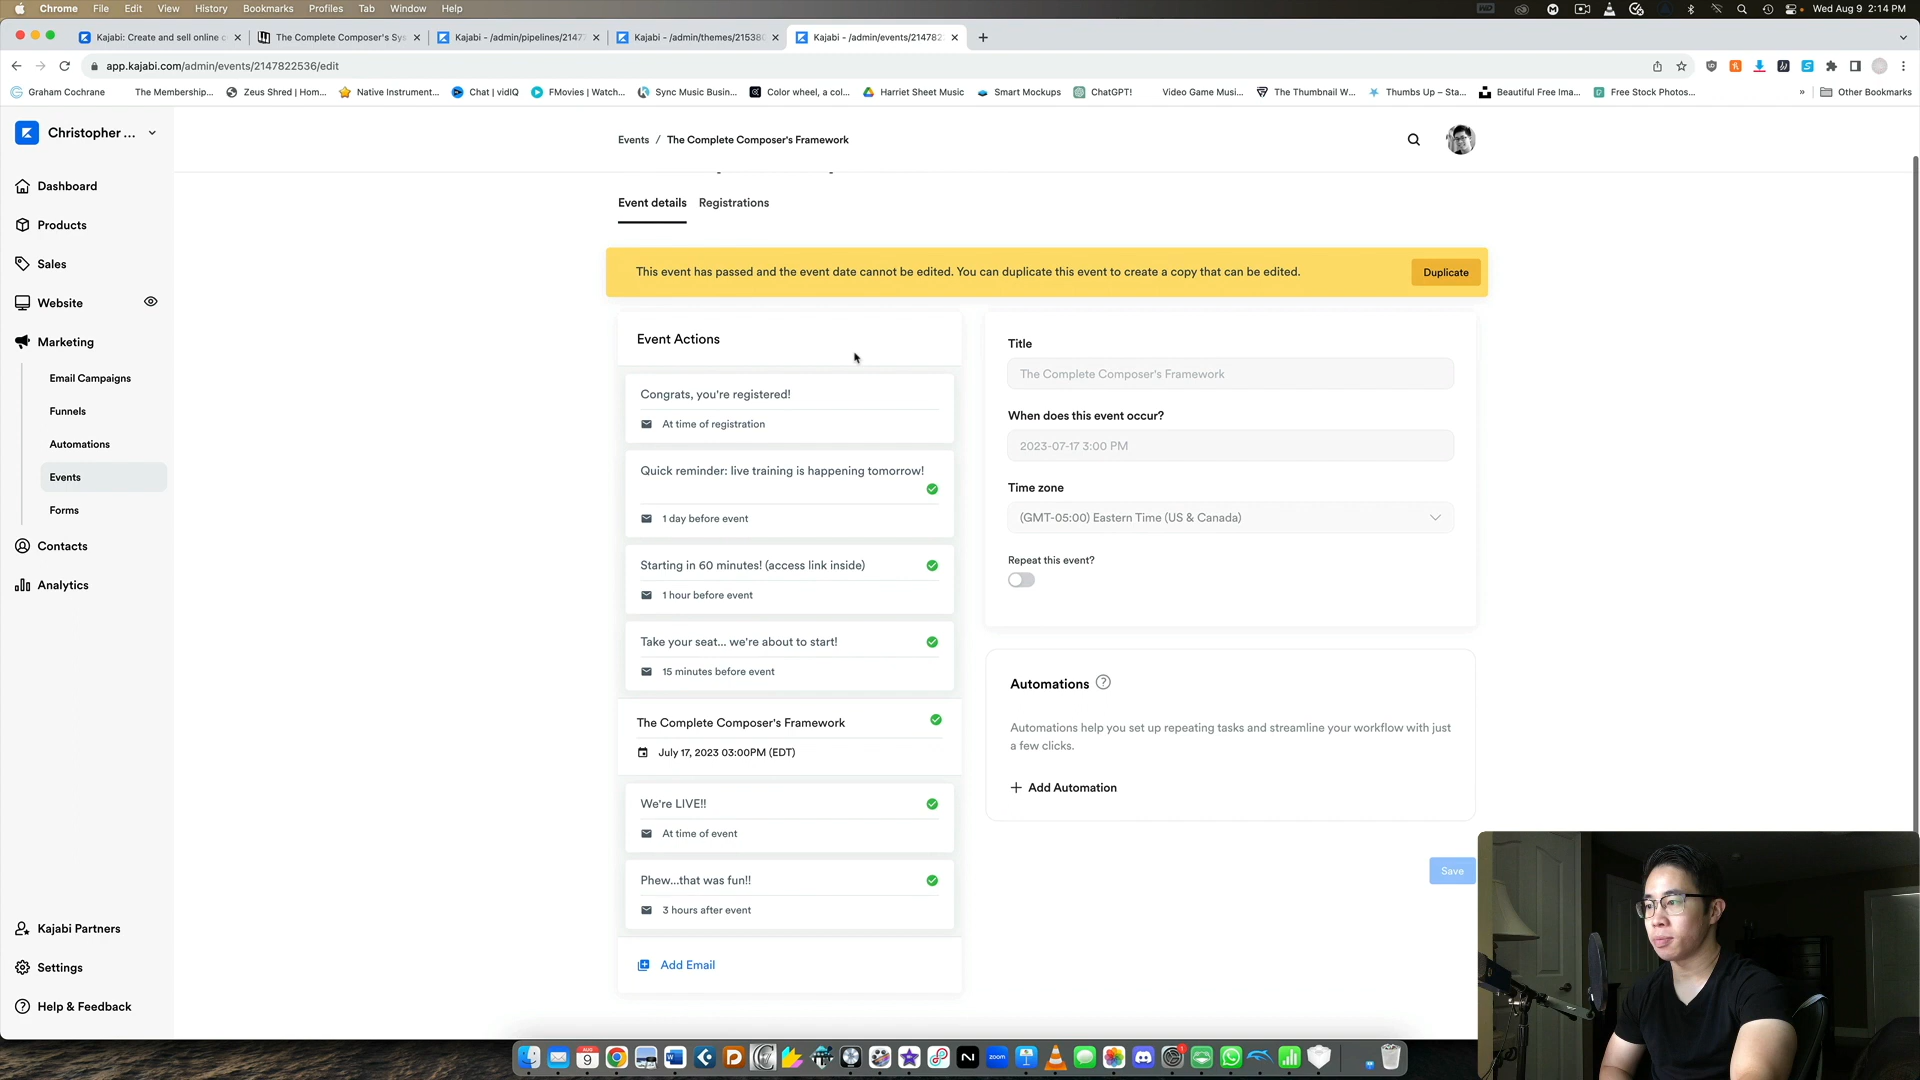 Chrome File Edit View History Bookmarks Profiles Tab Window Help
Wed Aug 9 2:14 PM
Kajabi: Create and sell online c
The Complete Composer's Sys
Kajabi - /admin/pipelines/21477
Kajabi - /admin/themes/215380
Kajabi - /admin/events/214782
app.kajabi.com/admin/events/2147822536/edit
Graham Cochrane
The Membership...
Zeus Shred | Hom...
Native Instrument...
Chat | vidIQ
FMovies | Watch...
Sync Music Busin...
Color wheel, a col...
Harriet Sheet Music
Smart Mockups
ChatGPT!
Video Game Musi...
The Thumbnail W...
Thumbs Up – Sta...
Beautiful Free Ima...
Free Stock Photos...
»
Other Bookmarks
Christopher ...
Events / The Complete Composer's Framework
Dashboard
Products
Sales
Website
Marketing
Email Campaigns
Funnels
Automations
Events
Forms
Contacts
Analytics
Kajabi Partners
Settings
Help & Feedback
Event details
Registrations
This event has passed and the event date cannot be edited. You can duplicate this event to create a copy that can be edited.
Duplicate
Event Actions
Congrats, you're registered!
At time of registration
Quick reminder: live training is happening tomorrow!
1 day before event
Starting in 60 minutes! (access link inside)
1 hour before event
Take your seat... we're about to start!
15 minutes before event
The Complete Composer's Framework
July 17, 2023 03:00PM (EDT)
We're LIVE!!
At time of event
Phew...that was fun!!
3 hours after event
Add Email
Title
The Complete Composer's Framework
When does this event occur?
2023-07-17 3:00 PM
Time zone
(GMT-05:00) Eastern Time (US & Canada)
Repeat this event?
Automations
Automations help you set up repeating tasks and streamline your workflow with just
a few clicks.
Add Automation
Save
zoom